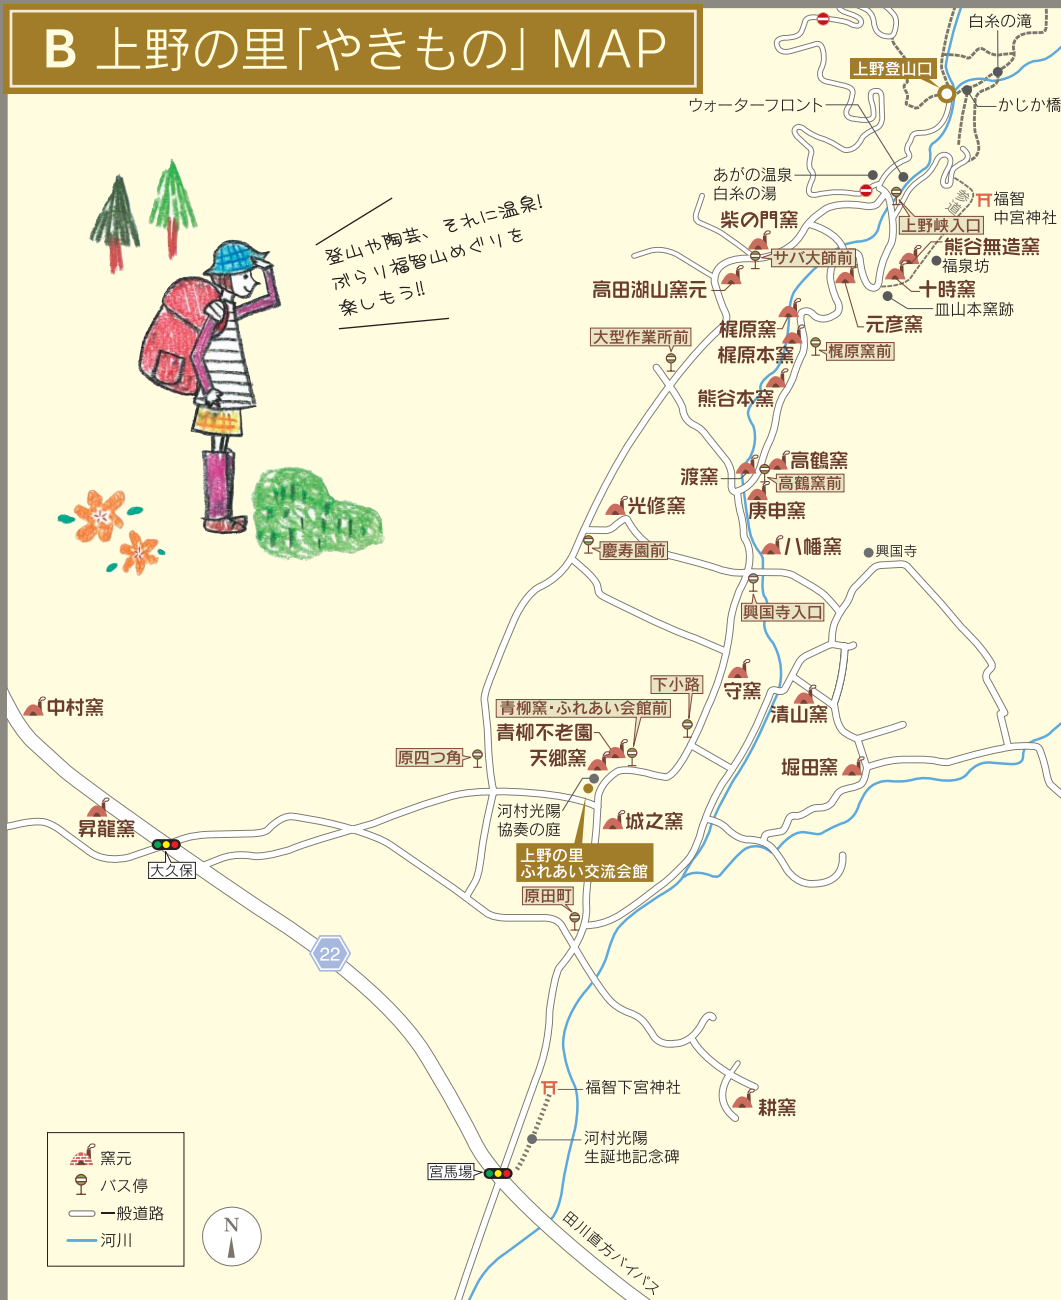 B 上野の里「やきもの」 MAP
白糸の滝
上野登山口
ウォーターフロント
かじか橋
あがの温泉
白糸の湯
参道
福智
中宮神社
柴の門窯
上野峡入口
熊谷無造窯
サバ大師前
福泉坊
高田湖山窯元
十時窯
皿山本窯跡
元彦窯
登山や陶芸、それに温泉!
ぶらり福智山めぐりを
楽しもう!!
大型作業所前
梶原窯
梶原本窯
梶原窯前
熊谷本窯
渡窯
高鶴窯
高鶴窯前
光修窯
庚申窯
慶寿園前
八幡窯
興国寺
興国寺入口
下小路
守窯
中村窯
青柳窯・ふれあい会館前
清山窯
青柳不老園
原四つ角
天郷窯
堀田窯
河村光陽
協奏の庭
城之窯
昇龍窯
大久保
上野の里
ふれあい交流会館
原田町
22
福智下宮神社
耕窯
河村光陽
生誕地記念碑
宮馬場
田川直方バイパス
窯元
バス停
一般道路
河川
N